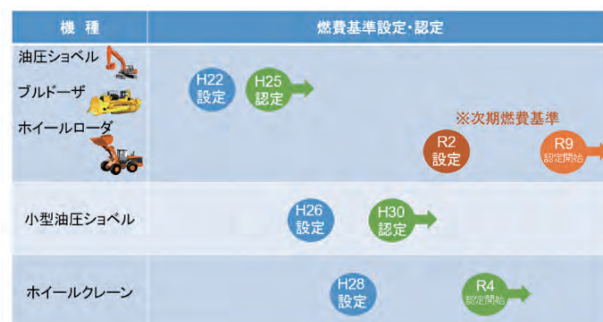 機種 燃費基準設定・認定
油圧ショベル
ブルドーザ
ホイールローダ
H22
設定
H25
認定
※次期燃費基準
R2
設定
R9
認定開始
小型油圧ショベル
H26
設定
H30
認定
ホイールクレーン
H28
設定
R4
認定開始